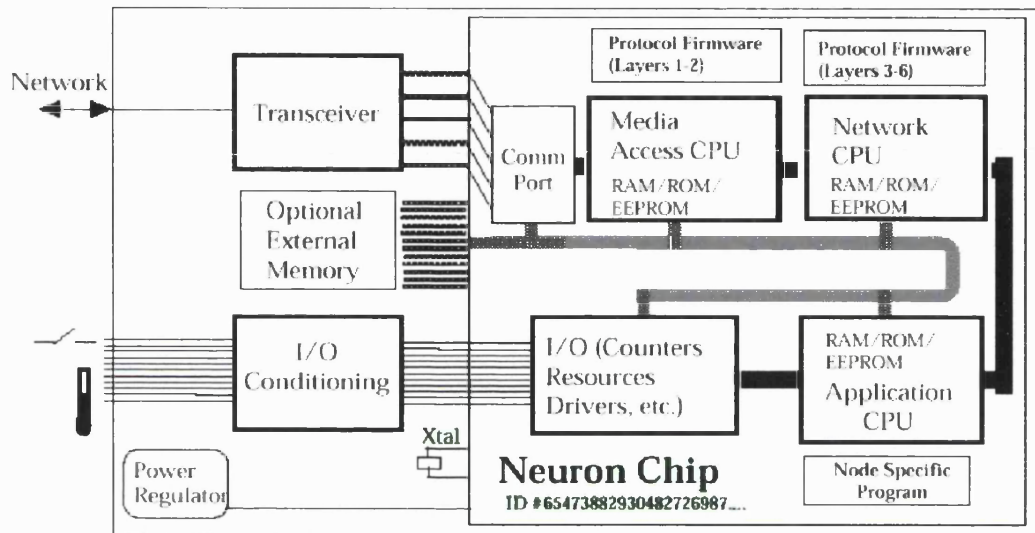 Protocol Firmware
(Layers 1-2)
Protocol Firmware
(Layers 3-6)
Network
Transceiver
Comm
Port
Media
Access CPU
RAM/ROM/
EEPROM
Network
CPU
RAM/ROM/
EEPROM
Optional
External
Memory
I/O
Conditioning
I/O (Counters
Resources
Drivers, etc.)
RAM/ROM/
EEPROM
Application
CPU
Xtal
Power
Regulator
Neuron Chip
ID #65473882930482726987....
Node Specific
Program